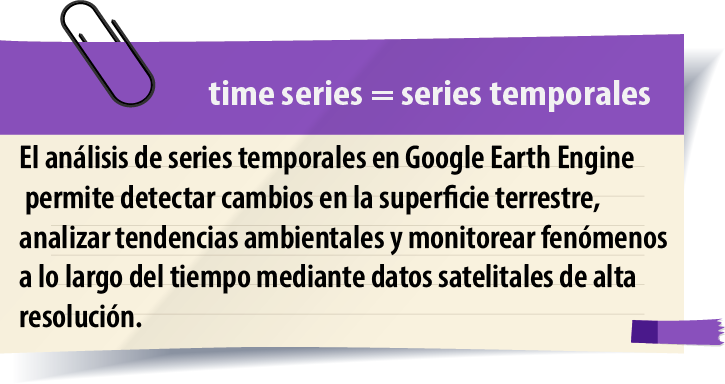 time series = series temporales
El análisis de series temporales en Google Earth Engine
permite detectar cambios en la superficie terrestre,
analizar tendencias ambientales y monitorear fenómenos
a lo largo del tiempo mediante datos satelitales de alta
resolución.